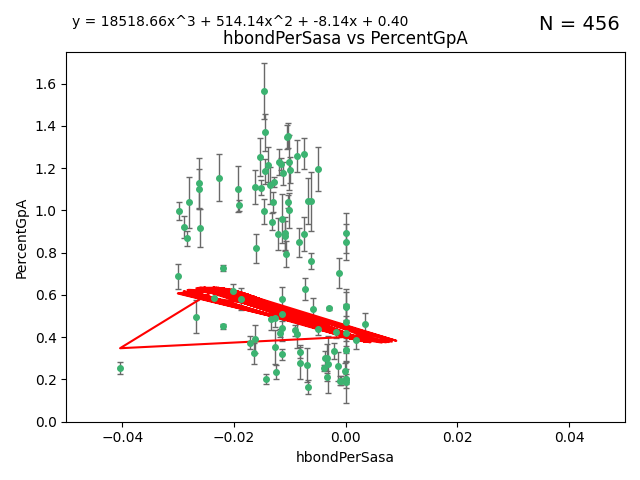 y = 18518.66x^3 + 514.14x^2 + -8.14x + 0.40
N = 456
hbondPerSasa vs PercentGpA
1.6
1.4
1.2
1.0
0.8
0.6
0.4
0.2
0.0
PercentGpA
−0.04 −0.02 0.00 0.02 0.04
hbondPerSasa